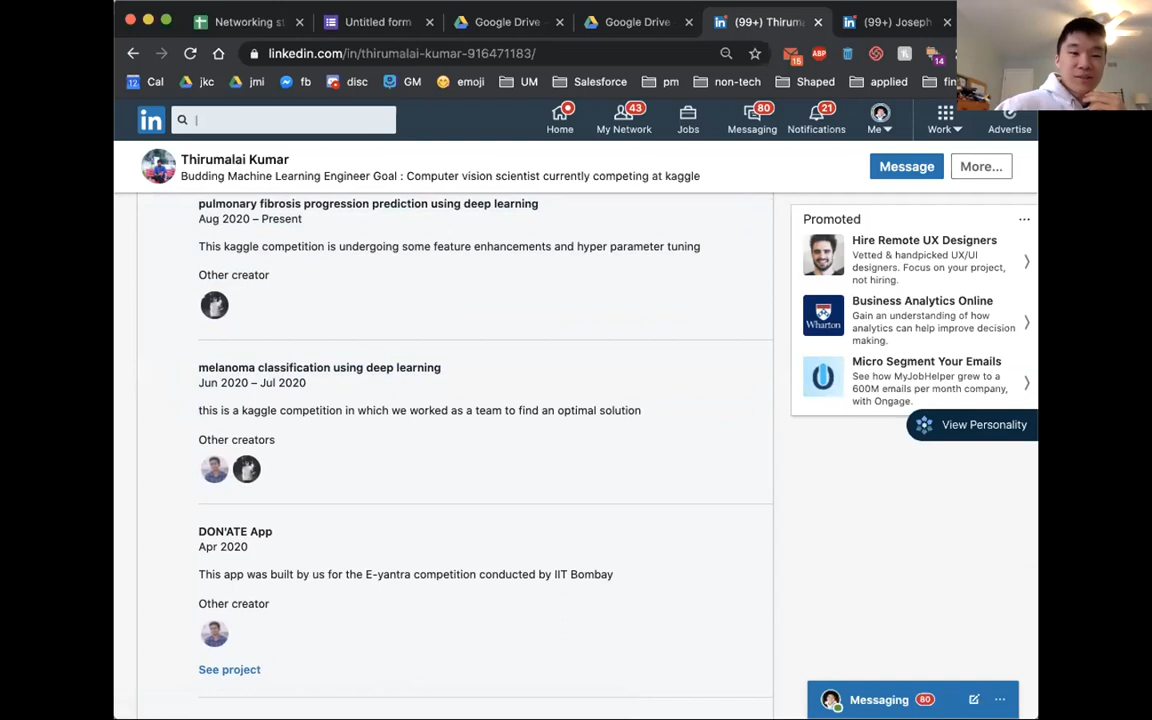 Networking s
Untitled form
Google Drive -
Google Drive -
(99+) Thiruma
(99+) Joseph
linkedin.com/in/thirumalai-kumar-916471183/
15
ABP
14
12 Cal
jkc
jmi
fb
disc
GM
emoji
UM
Salesforce
pm
non-tech
Shaped
applied
fin
in
43
80
21
Home
My Network
Jobs
Messaging
Notifications
Me
Work
Advertise
Thirumalai Kumar
Budding Machine Learning Engineer Goal : Computer vision scientist currently competing at kaggle
Message
More...
pulmonary fibrosis progression prediction using deep learning
Aug 2020 – Present
This kaggle competition is undergoing some feature enhancements and hyper parameter tuning
Other creator
melanoma classification using deep learning
Jun 2020 – Jul 2020
this is a kaggle competition in which we worked as a team to find an optimal solution
Other creators
DON'ATE App
Apr 2020
This app was built by us for the E-yantra competition conducted by IIT Bombay
Other creator
See project
Promoted
Hire Remote UX Designers
Vetted & handpicked UX/UI
designers. Focus on your project,
not hiring.
Business Analytics Online
Gain an understanding of how
analytics can help improve decision
making.
Wharton
Micro Segment Your Emails
See how MyJobHelper grew to a
600M emails per month company,
with Ongage.
View Personality
Messaging 80